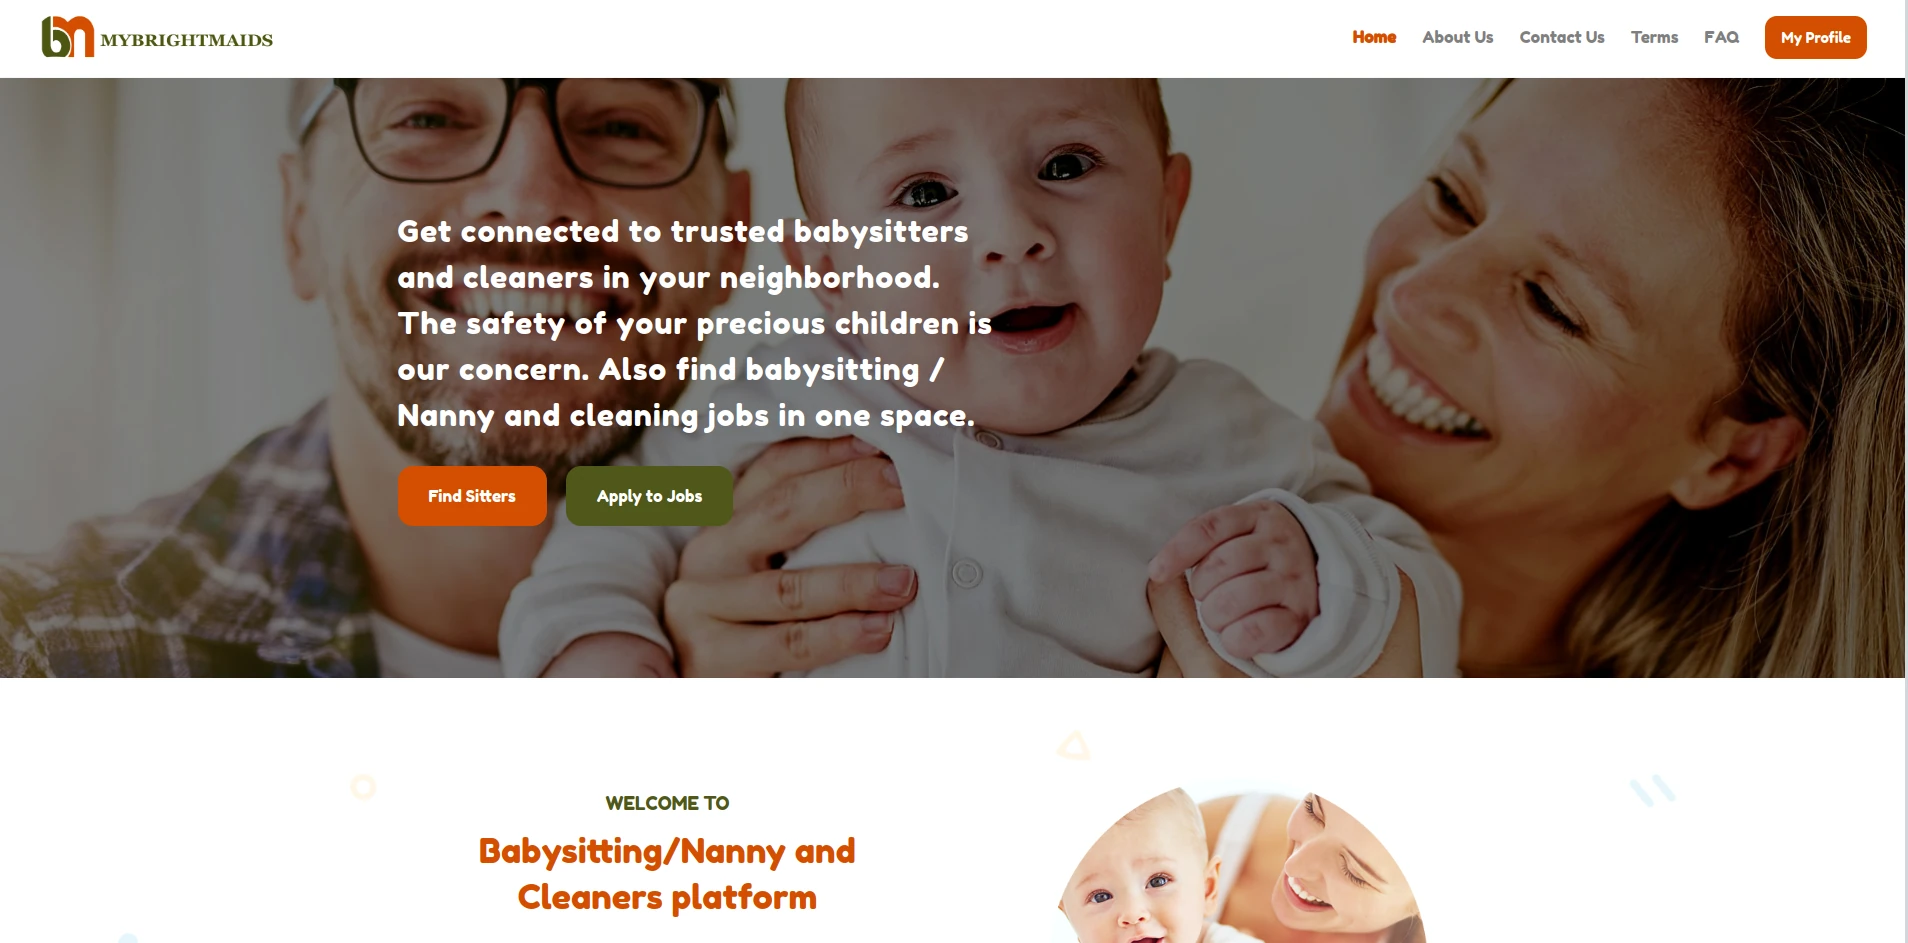 bn MYBRIGHTMAIDS
Home About Us Contact Us Terms FAQ My Profile
Get connected to trusted babysitters
and cleaners in your neighborhood.
The safety of your precious children is
our concern. Also find babysitting /
Nanny and cleaning jobs in one space.
Find Sitters Apply to Jobs
WELCOME TO
Babysitting/Nanny and
Cleaners platform